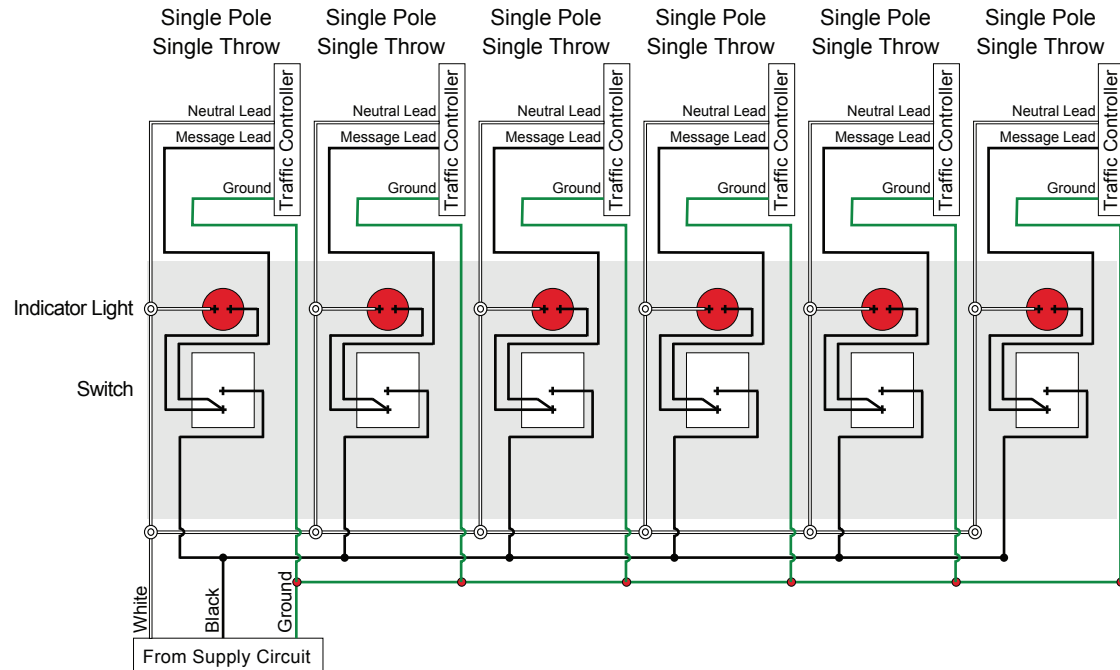 Single Pole Single Pole Single Pole Single Pole Single Pole Single Pole
Single Throw Single Throw Single Throw Single Throw Single Throw Single Throw
Neutral Lead Neutral Lead Neutral Lead Neutral Lead Neutral Lead Neutral Lead
Message Lead Message Lead Message Lead Message Lead Message Lead Message Lead
Ground Ground Ground Ground Ground Ground
Traffic Controller Traffic Controller Traffic Controller Traffic Controller Traffic Controller Traffic Controller
Indicator Light
Switch
White
Black
Ground
From Supply Circuit